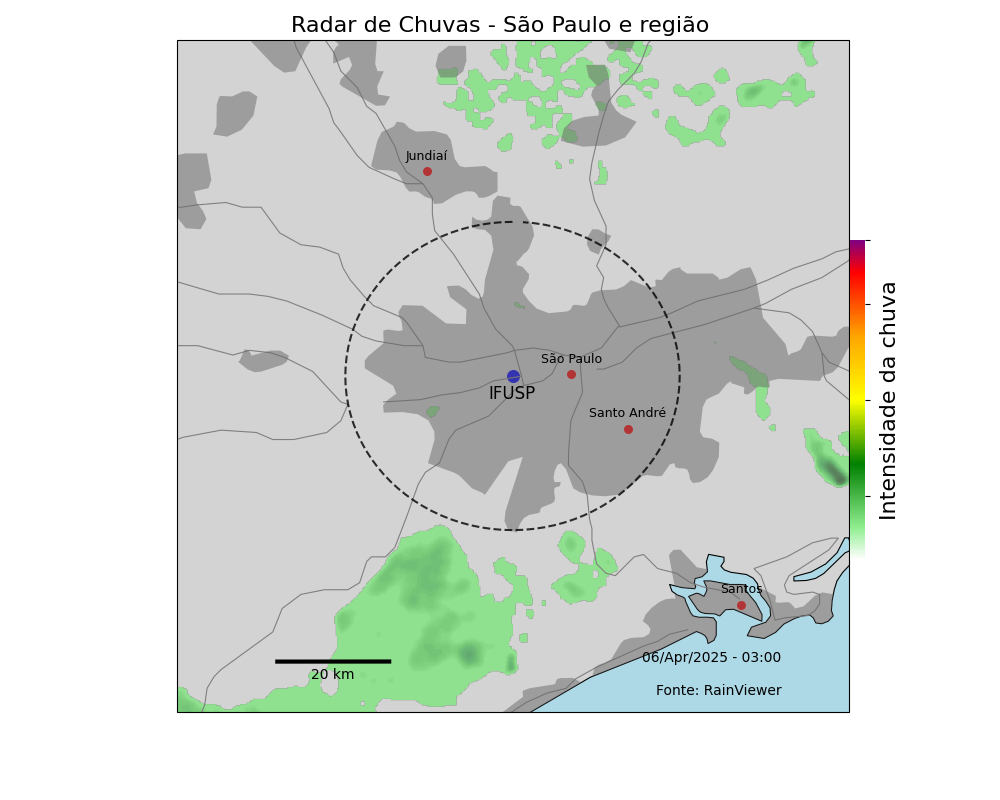 Radar de Chuvas - São Paulo e região
Jundiaí
São Paulo
IFUSP
Santo André
Intensidade da chuva
Santos
06/Apr/2025 - 03:00
20 km
Fonte: RainViewer